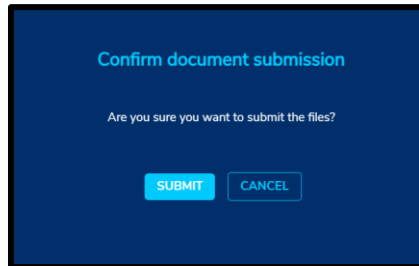 Confirm document submission
Are you sure you want to submit the files?
SUBMIT CANCEL